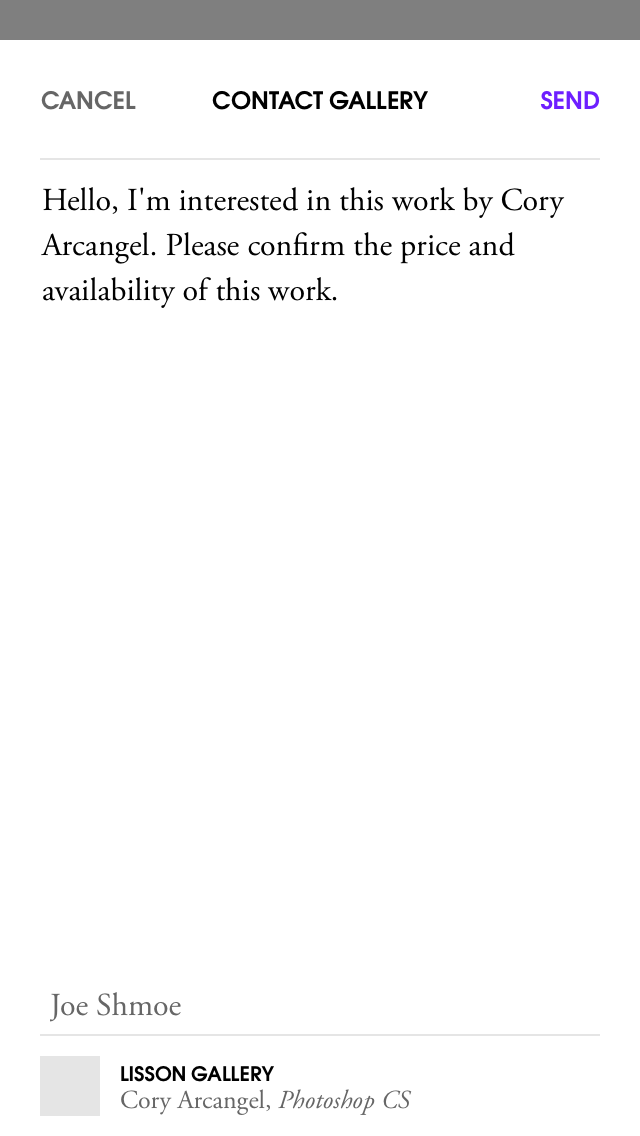 CANCEL CONTACT GALLERY SEND
Hello, I'm interested in this work by Cory
Arcangel. Please confirm the price and
availability of this work.
Joe Shmoe
LISSON GALLERY
Cory Arcangel, Photoshop CS